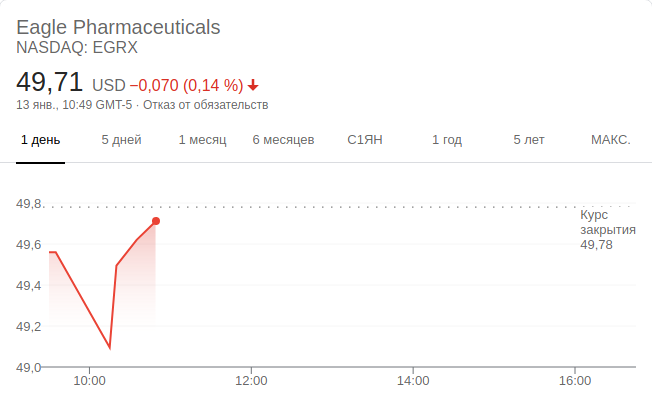 Eagle Pharmaceuticals
NASDAQ: EGRX
49,71 USD −0,070 (0,14 %)
13 янв., 10:49 GMT-5 · Отказ от обязательств
1 день 5 дней 1 месяц 6 месяцев С1ЯН 1 год 5 лет МАКС.
49,8
Курс
закрытия
49,78
49,6
49,4
49,2
49,0
10:00 12:00 14:00 16:00